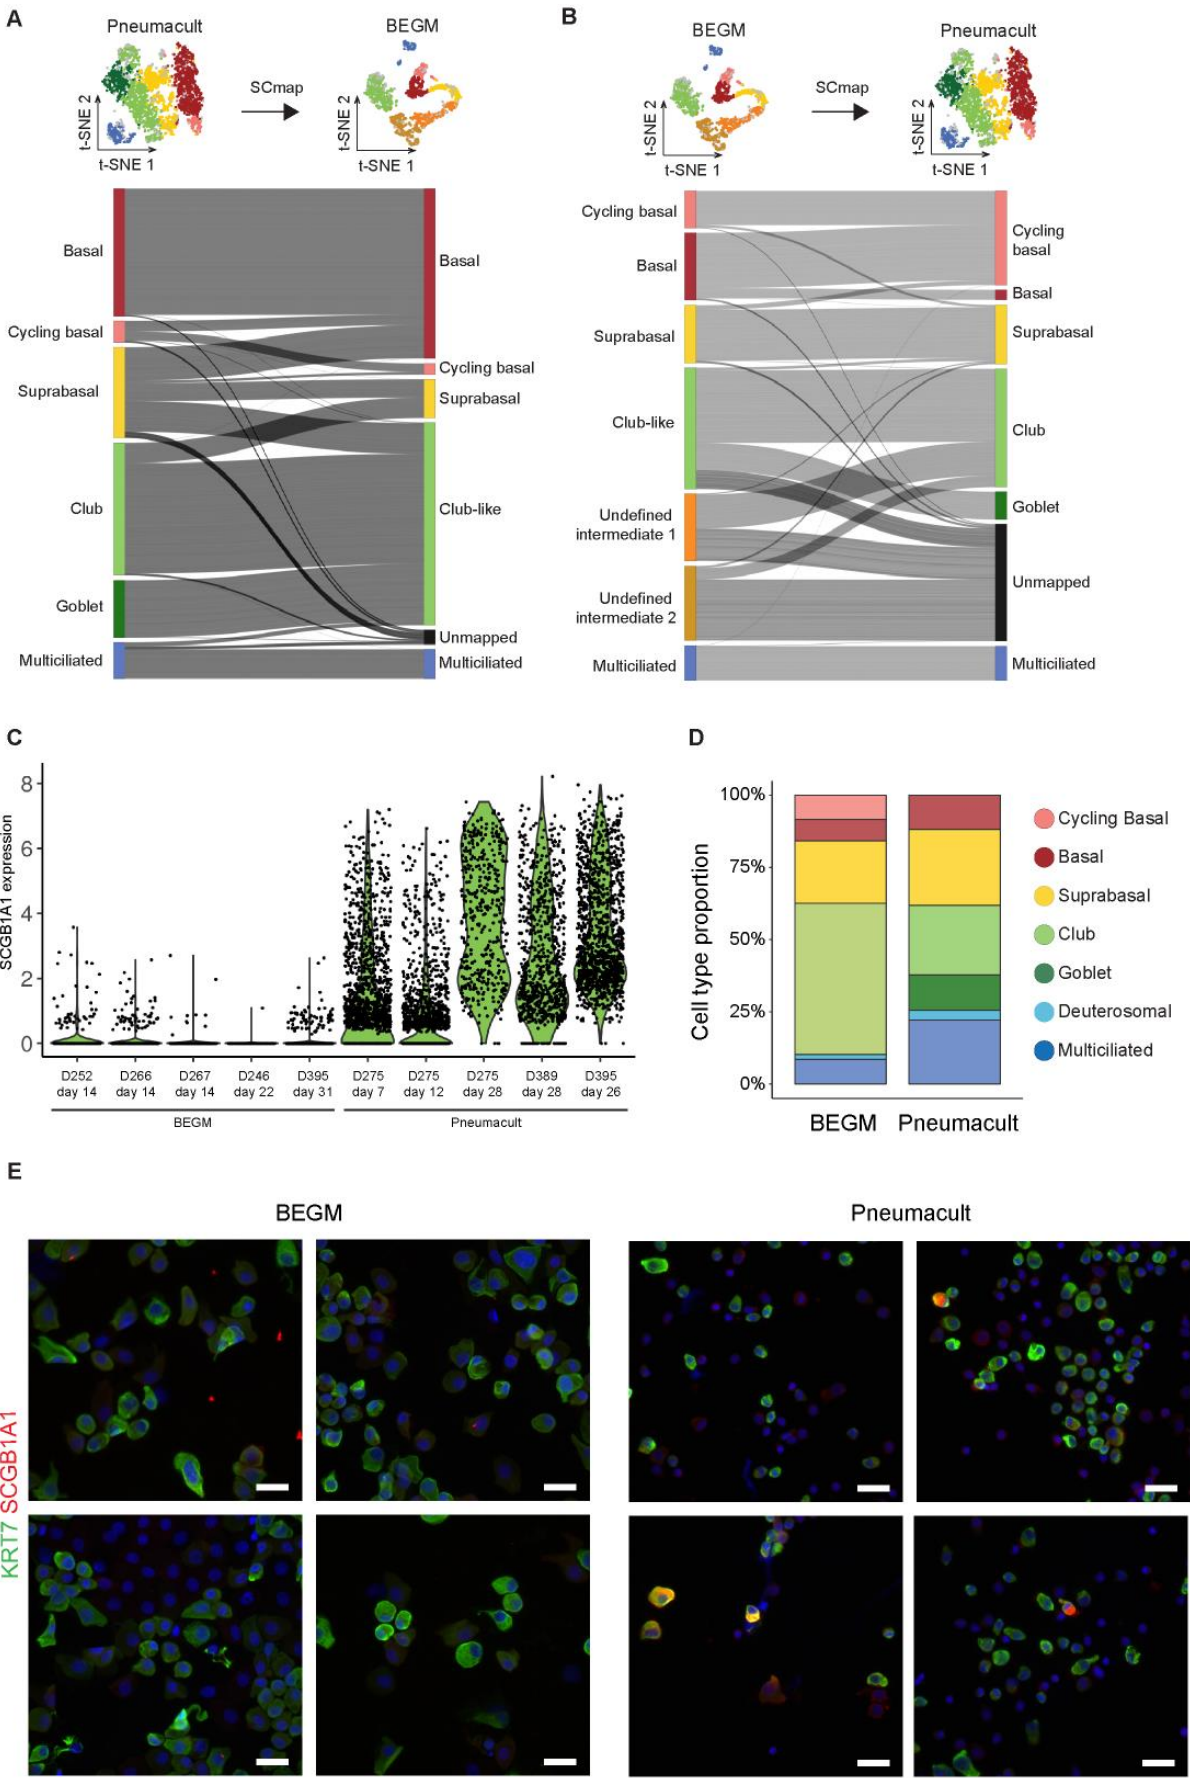 A
Pneumacult
BEGM
SCmap
t-SNE 2
t-SNE 1
t-SNE 2
t-SNE 1
Basal
Cycling basal
Suprabasal
Club
Goblet
Multiciliated
Basal
Cycling basal
Suprabasal
Club-like
Unmapped
Multiciliated
B
BEGM
Pneumacult
SCmap
t-SNE 2
t-SNE 1
t-SNE 2
t-SNE 1
Cycling basal
Basal
Suprabasal
Club-like
Undefined
intermediate 1
Undefined
intermediate 2
Multiciliated
Cycling
basal
Basal
Suprabasal
Club
Goblet
Unmapped
Multiciliated
C
SCGB1A1 expression
8
6
4
2
0
D252
day 14
D266
day 14
D267
day 14
D246
day 22
D395
day 31
D275
day 7
D275
day 12
D275
day 28
D389
day 28
D395
day 26
BEGM
Pneumacult
D
Cell type proportion
100%
75%
50%
25%
0%
BEGM
Pneumacult
Cycling Basal
Basal
Suprabasal
Club
Goblet
Deuterosomal
Multiciliated
E
BEGM
Pneumacult
KRT7 SCGB1A1